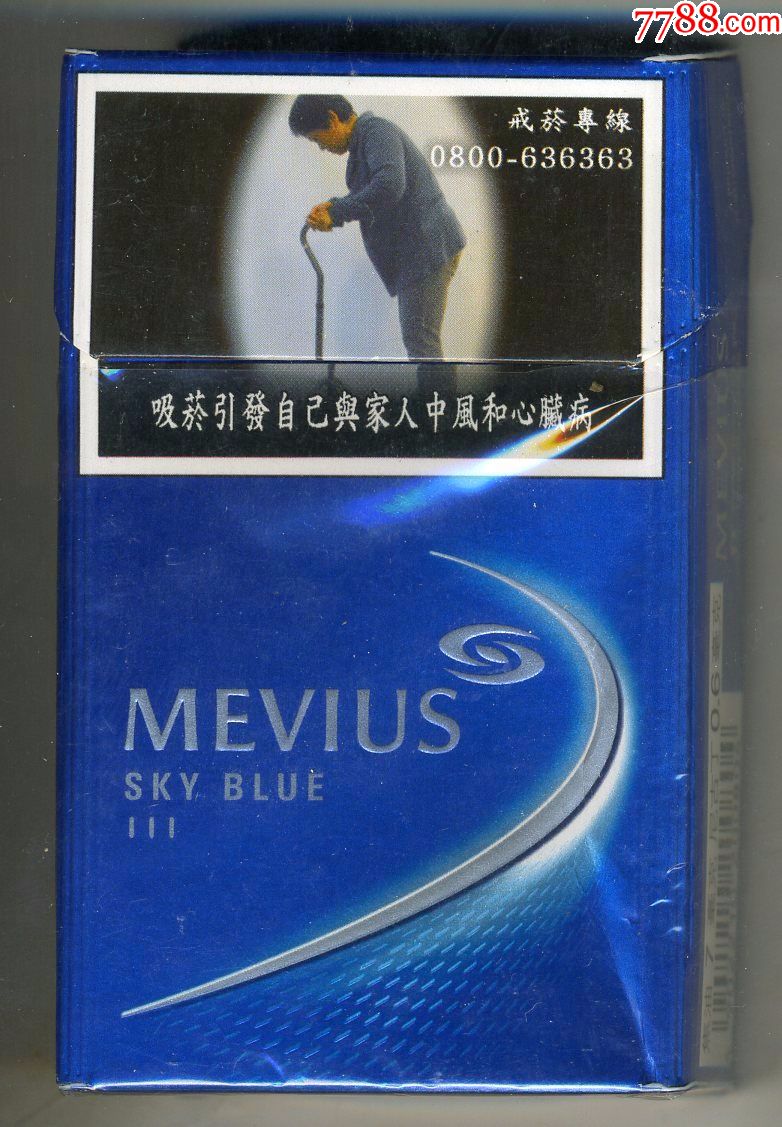 7788.com
戒菸專線
0800-636363
吸菸引發自己與家人中風和心臟病
MEVIUS
SKY BLUE
III
MEVIUS